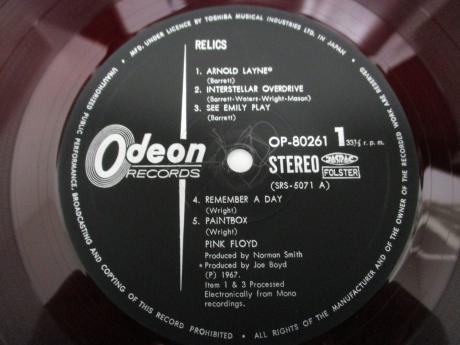 MFD. UNDER LICENCE BY TOSHIBA MUSICAL INDUSTRIES LTD. IN JAPAN •
UNAUTHORIZED PUBLIC PERFORMANCE, BROADCASTING AND COPYING OF THIS RECORD PROHIBITED • ALL RIGHTS OF THE MANUFACTURER AND OF THE OWNER OF THE RECORDED WORK ARE RESERVED
RELICS
1. ARNOLD LAYNE*
(Barrett)
2. INTERSTELLAR OVERDRIVE
(Barrett-Waters-Wright-Mason)
3. SEE EMILY PLAY
(Barrett)
Odeon
RECORDS
OP-80261 1 33⅓ r. p. m.
STEREO
(SRS-5071 A)
FOLSTER
4. REMEMBER A DAY
(Wright)
5. PAINTBOX
(Wright)
PINK FLOYD
Produced by Norman Smith
* Produced by Joe Boyd
(P) 1967.
Item 1 & 3 Processed
Electronically from Mono
recordings.